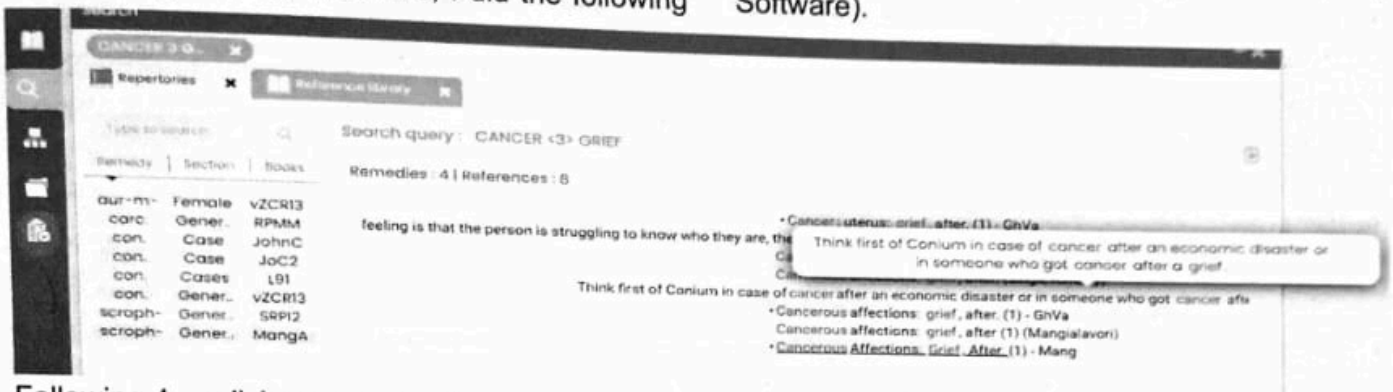 the following Software).
Search
CANCER 3 G..
Repertories Reference library
Type to search
Search query : CANCER <3> GRIEF
Remedy Section Books
Remedies : 4 | References : 8
aur-m- Female vZCR13
carc. Gener.. RPMM
con. Case JohnC
con. Case JoC2
con. Cases L91
con. Gener.. vZCR13
scroph- Gener.. SRP12
scroph- Gener.. MangA
• Cancer: uterus: grief, after. (1) - GhVa
feeling is that the person is struggling to know who they are, the
Think first of Conium in case of cancer after an economic disaster or
in someone who got cancer after a grief.
Think first of Conium in case of cancer after an economic disaster or in someone who got cancer afte
• Cancerous affections: grief, after. (1) - GhVa
Cancerous affections: grief, after (1) (Mangialavori)
• Cancerous Affections: Grief, After. (1) - Mang